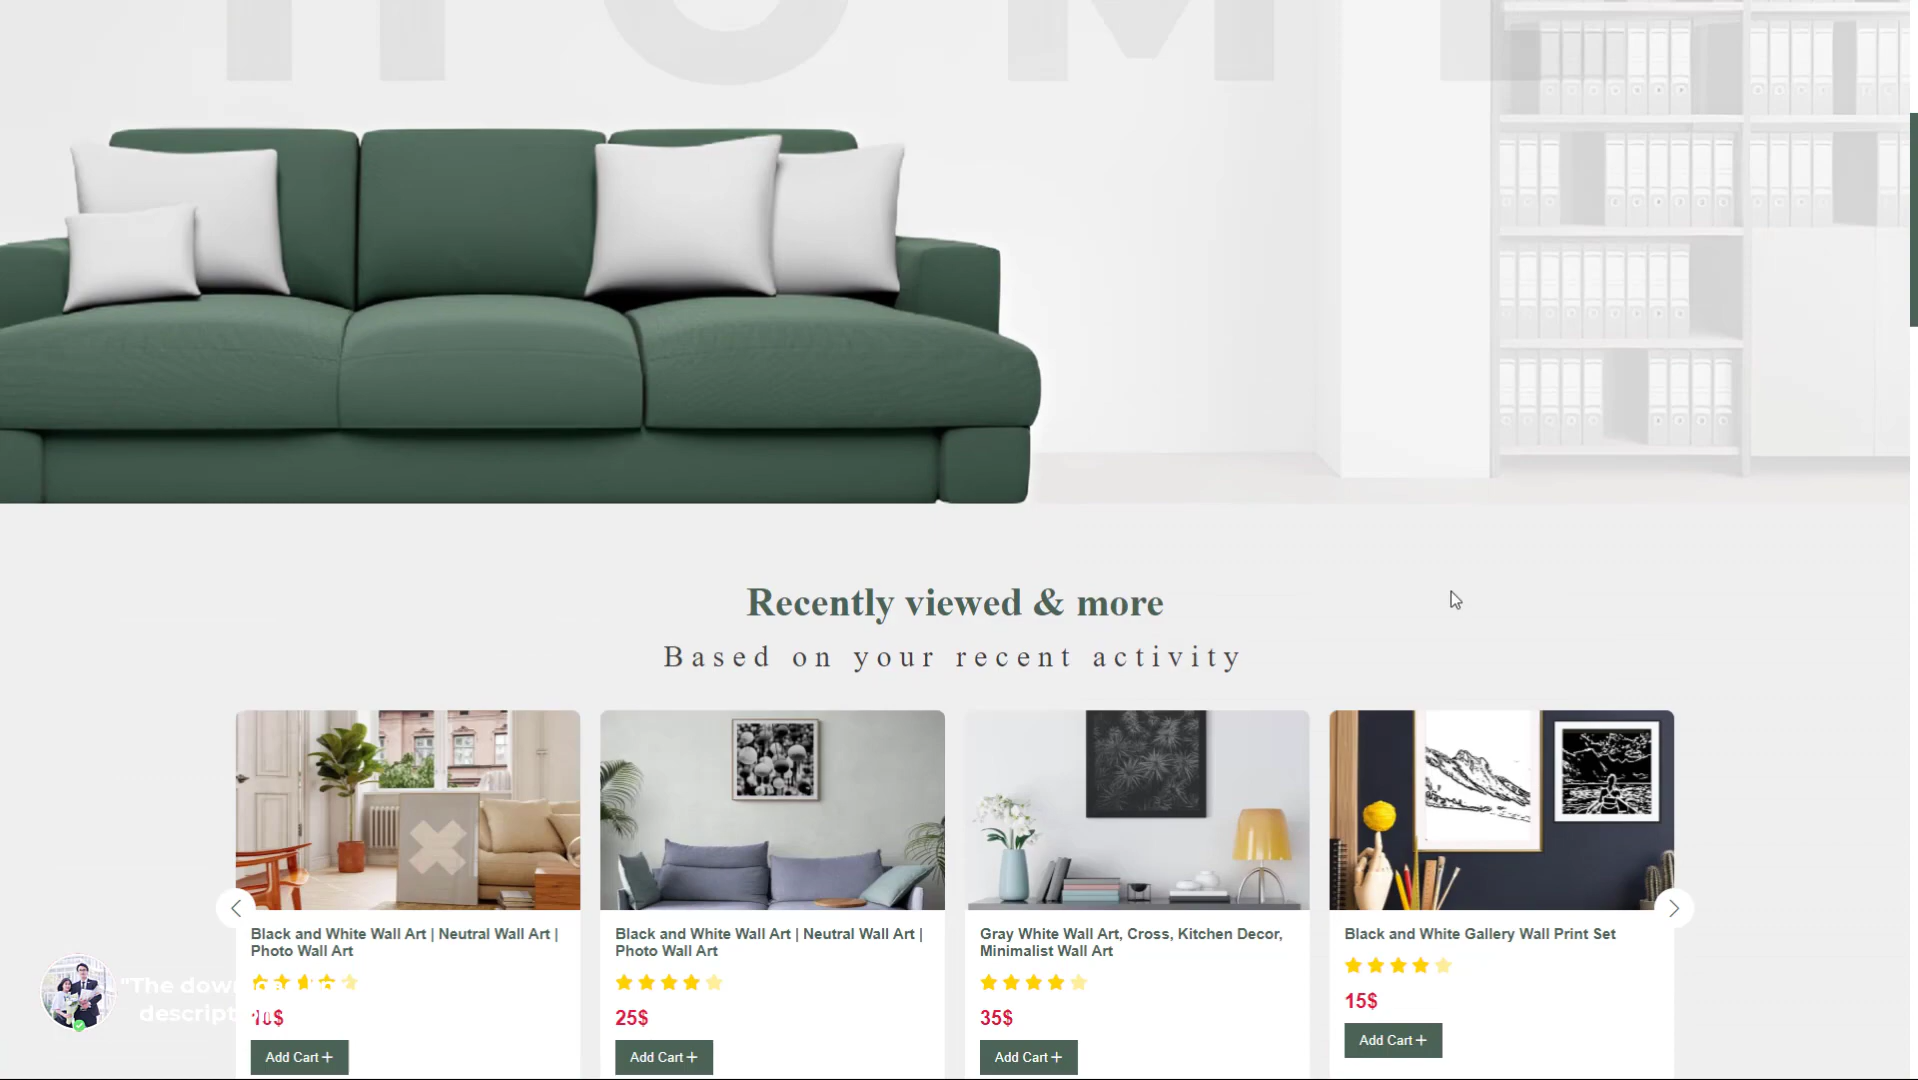 HOME
Recently viewed & more
Based on your recent activity
Black and White Wall Art | Neutral Wall Art |
Photo Wall Art
Black and White Wall Art | Neutral Wall Art |
Photo Wall Art
Gray White Wall Art, Cross, Kitchen Decor,
Minimalist Wall Art
Black and White Gallery Wall Print Set
25$
35$
15$
"The
descript
Add Cart +
Add Cart +
Add Cart +
Add Cart +